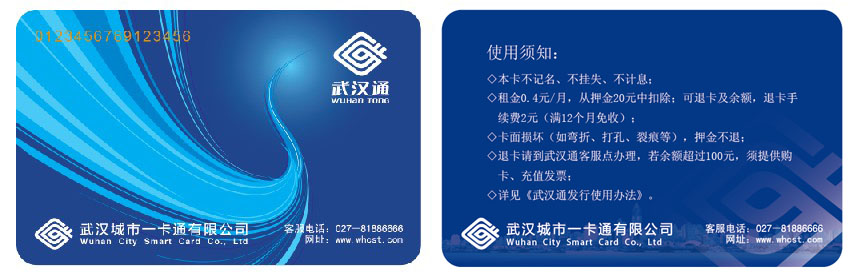 0123456789123456
武汉通
WUHAN TONG
武汉城市一卡通有限公司
Wuhan City Smart Card Co., Ltd
客服电话：027—81886666
网址：www.whcst.com
使用须知：
◇本卡不记名、不挂失、不计息；
◇租金0.4元/月，从押金20元中扣除；可退卡及余额，退卡手
续费2元（满12个月免收）；
◇卡面损坏（如弯折、打孔、裂痕等），押金不退；
◇退卡请到武汉通客服点办理，若余额超过100元，须提供购
卡、充值发票；
◇详见《武汉通发行使用办法》。
武汉城市一卡通有限公司
Wuhan City Smart Card Co., Ltd
客服电话：027—81886666
网址：www.whcst.com